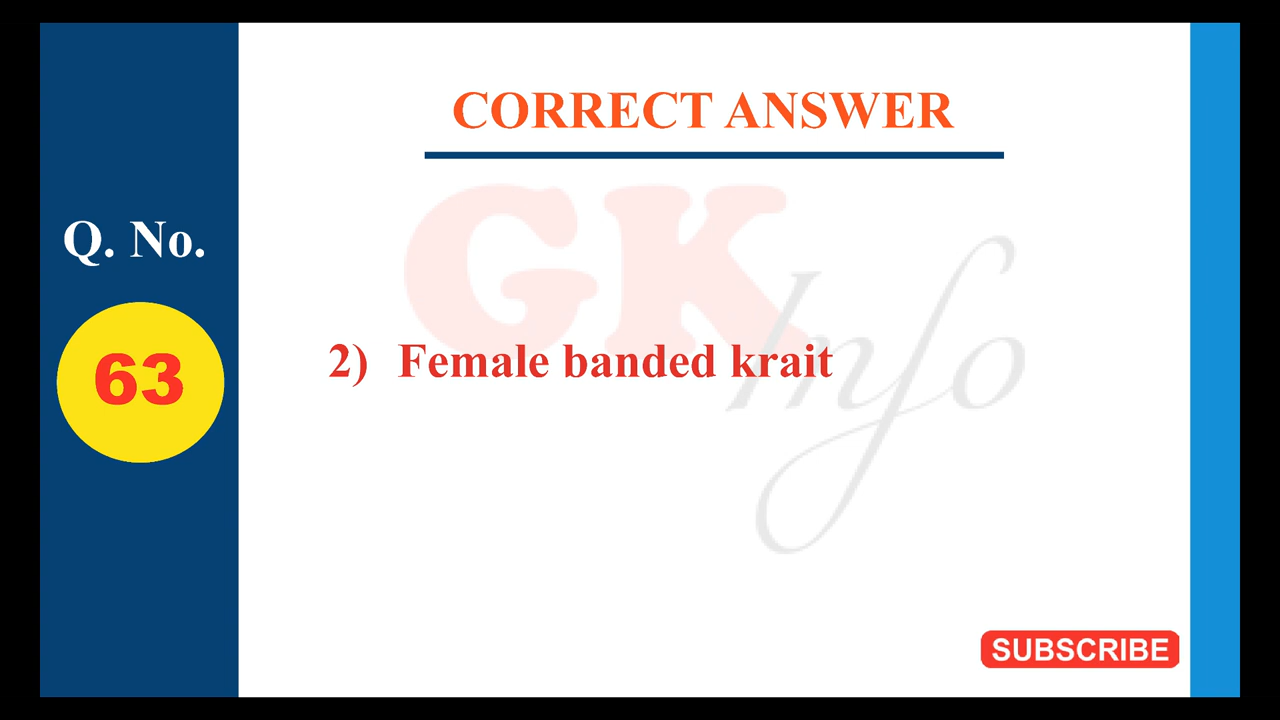 CORRECT ANSWER
GK
Info
Q. No.
63
2) Female banded krait
SUBSCRIBE